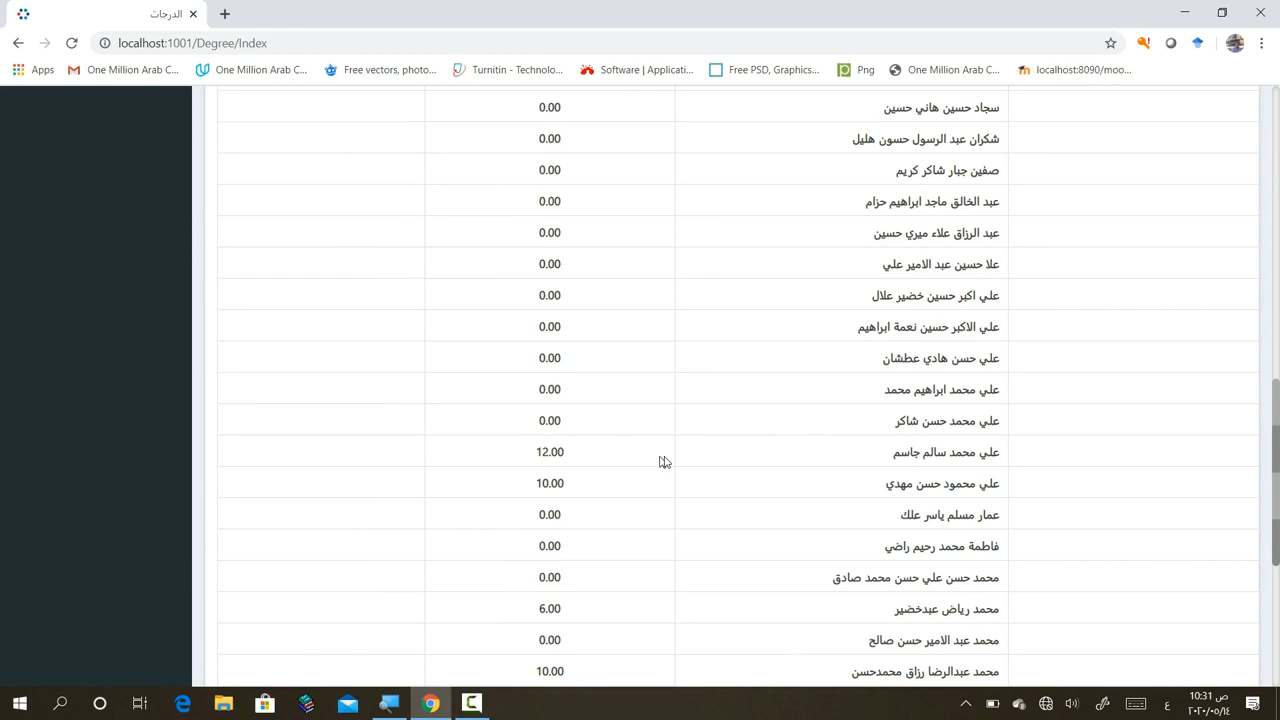 الدرجات
localhost:1001/Degree/Index
Apps
One Million Arab C...
One Million Arab C...
Free vectors, photo...
Turnitin - Technolo...
Software | Applicati...
Free PSD, Graphics...
Png
One Million Arab C...
localhost:8090/moo...
سجاد حسين هاني حسين 0.00
شكران عبد الرسول حسون هليل 0.00
صفين جبار شاكر كريم 0.00
عبد الخالق ماجد ابراهيم حزام 0.00
عبد الرزاق علاء ميري حسين 0.00
علا حسين عبد الامير علي 0.00
علي اكبر حسين خضير علال 0.00
علي الاكبر حسين نعمة ابراهيم 0.00
علي حسن هادي عطشان 0.00
علي محمد ابراهيم محمد 0.00
علي محمد حسن شاكر 0.00
علي محمد سالم جاسم 12.00
علي محمود حسن مهدي 10.00
عمار مسلم ياسر علك 0.00
فاطمة محمد رحيم راضي 0.00
محمد حسن علي حسن محمد صادق 0.00
محمد رياض عبدخضير 6.00
محمد عبد الامير حسن صالح 0.00
محمد عبدالرضا رزاق محمدحسن 10.00
ع
10:31 ص
٢٠٢٠/٠٥/١٤